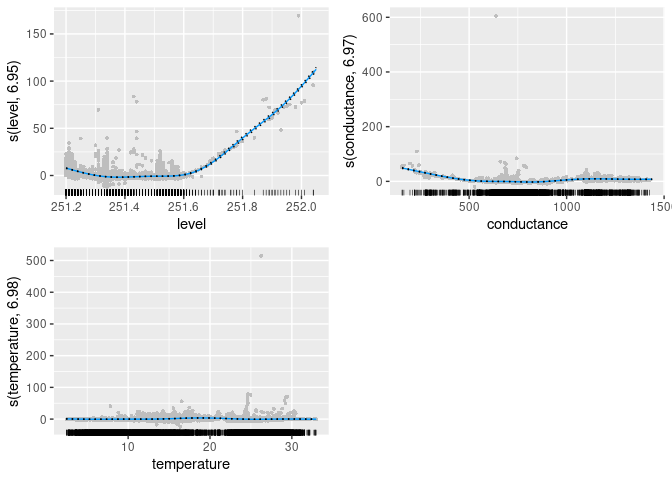 150
100
50
0
s(level, 6.95)
251.2 251.4 251.6 251.8 252.0
level
600
400
200
0
s(conductance, 6.97)
500 1000 1500
conductance
500
400
300
200
100
0
s(temperature, 6.98)
10 20 30
temperature